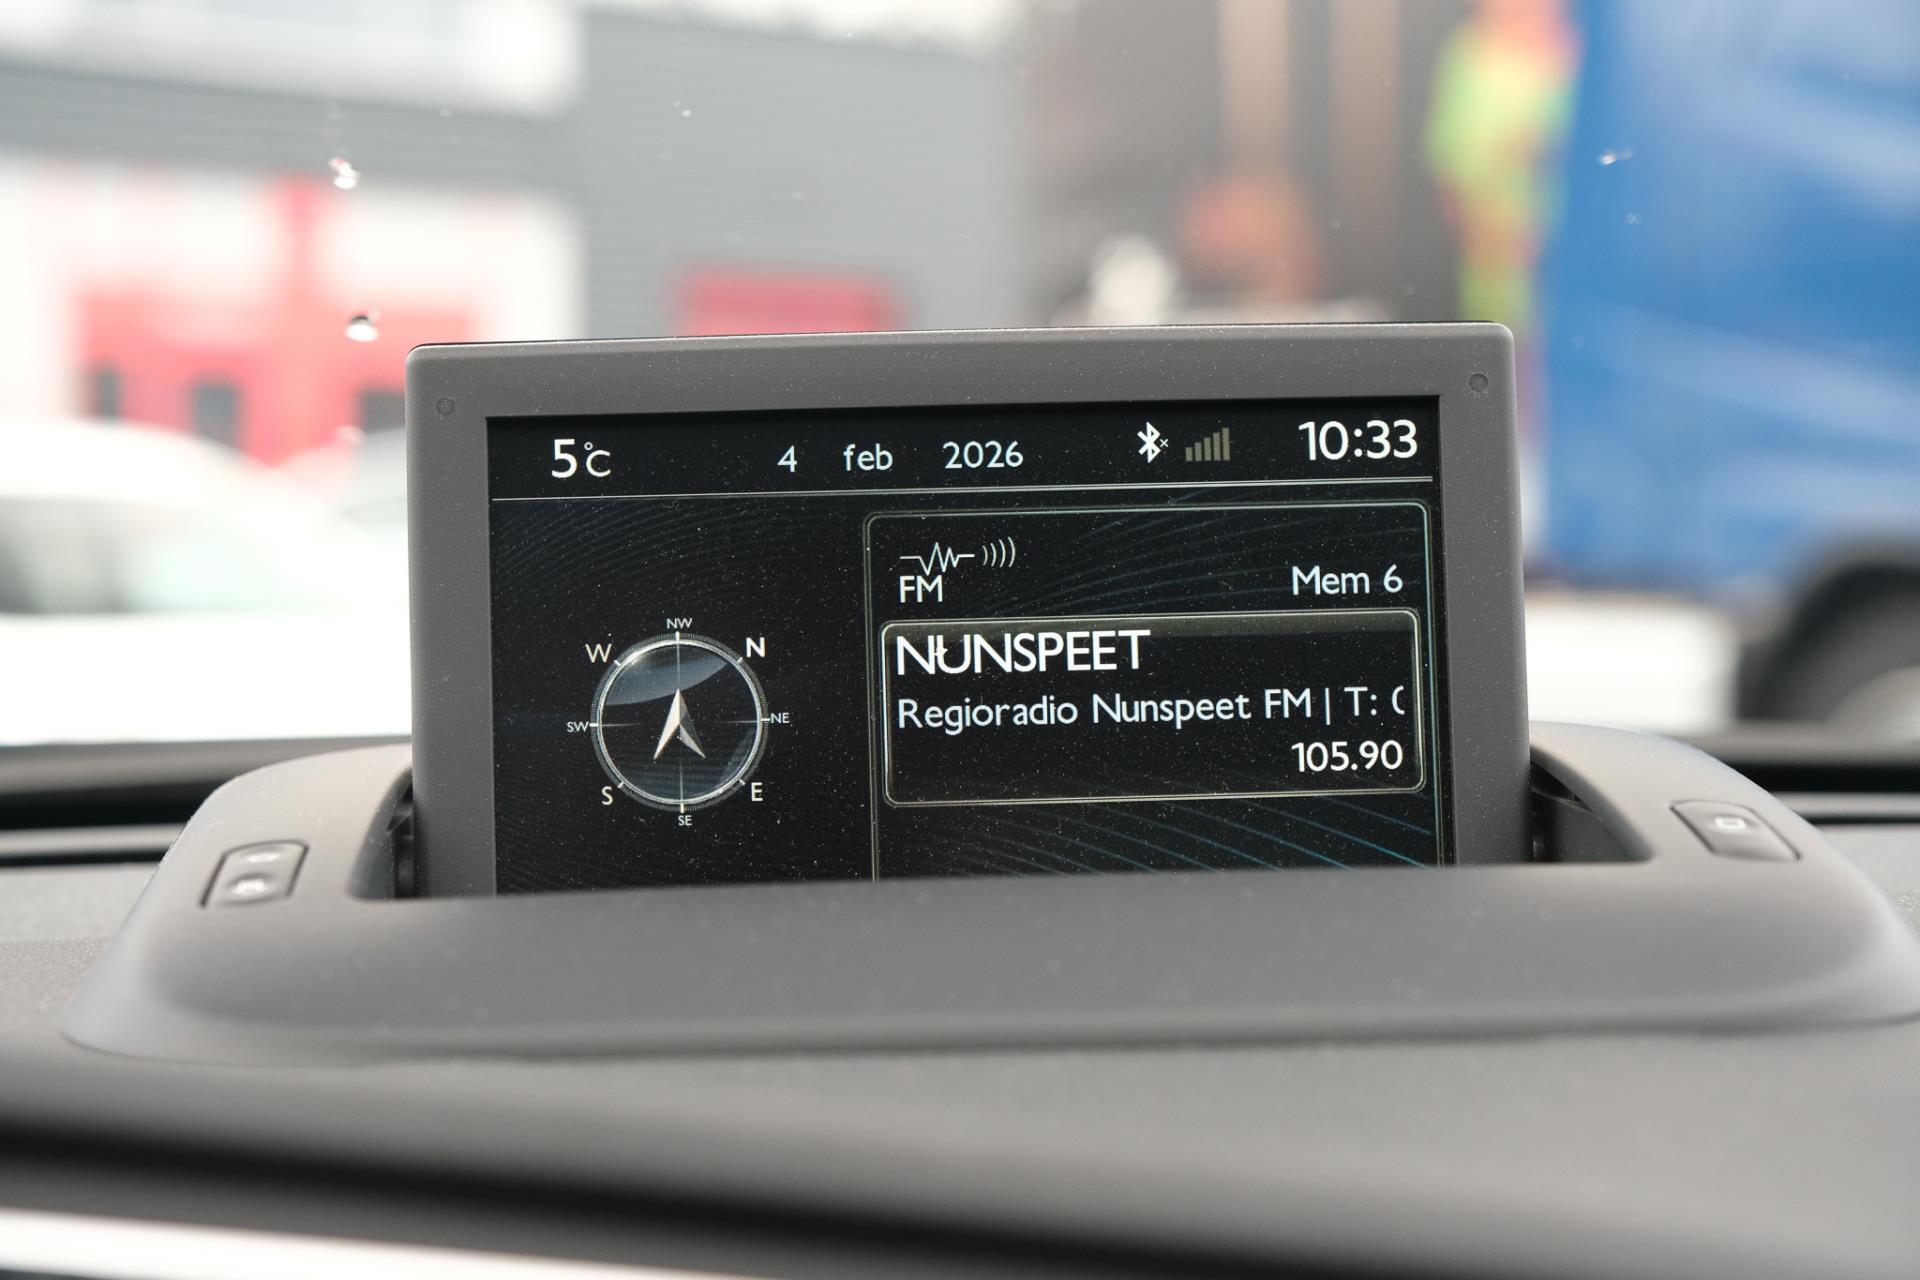 5°C 4 feb 2026 10:33
FM
Mem 6
NUNSPEET
Regioradio Nunspeet FM | T:
105.90
NW
W N
SW NE
S E
SE